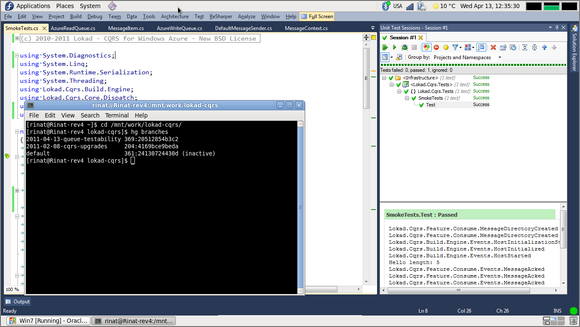 Applications Places System USA Wed Apr 13, 12:35:30
File Edit View Project Build Debug Team Data Tools Architecture Test ReSharper Analyze Window Help Full Screen
SmokeTests.cs AzureReadQueue.cs MessageItem.cs AzureWriteQueue.cs DefaultMessageSender.cs MessageContext.cs
(c) 2010-2011 Lokad - CQRS for Windows Azure - New BSD License
using System.Diagnostics;
using System.Linq;
using System.Runtime.Serialization;
using System.Threading;
using Lokad.Cqrs.Build.Engine;
using Lokad.Cqrs.Core.Dispatch;
rinat@Rinat-rev4:/mnt/work/lokad-cqrs
File Edit View Search Terminal Help
[rinat@Rinat-rev4 ~]$ cd /mnt/work/lokad-cqrs/
[rinat@Rinat-rev4 lokad-cqrs]$ hg branches
2011-04-13-queue-testability 369:20512854b3c2
2011-02-08-cqrs-upgrades 204:4169bce9beda
default 361:24130724430d (inactive)
[rinat@Rinat-rev4 lokad-cqrs]$
100 %
Unit Test Sessions - Session #1
Session #1
Group by: Projects and Namespaces
Tests failed: 0, passed: 1, ignored: 0
<Infrastructure> (1 test) Success
<Lokad.Cqrs.Tests> (1 test) Success
Lokad.Cqrs (1 test) Success
SmokeTests (1 test) Success
Test Success
SmokeTests.Test : Passed
Lokad.Cqrs.Feature.Consume.MessageDirectoryCreated
Lokad.Cqrs.Feature.Consume.MessageDirectoryCreated
Lokad.Cqrs.Build.Engine.Events.HostInitializationS
Lokad.Cqrs.Build.Engine.Events.HostInitialized
Lokad.Cqrs.Build.Engine.Events.HostStarted
Hello length: 5
Lokad.Cqrs.Feature.Consume.Events.MessageAcked
Lokad.Cqrs.Feature.Consume.Events.MessageAcked
Lokad.Cqrs.Feature.Consume.Events.MessageAcked
Solution Explorer
Output
Ready Ln 8 Col 26 Ch 26 INS
Win7 [Running] - Oracl... rinat@Rinat-rev4:/mnt...